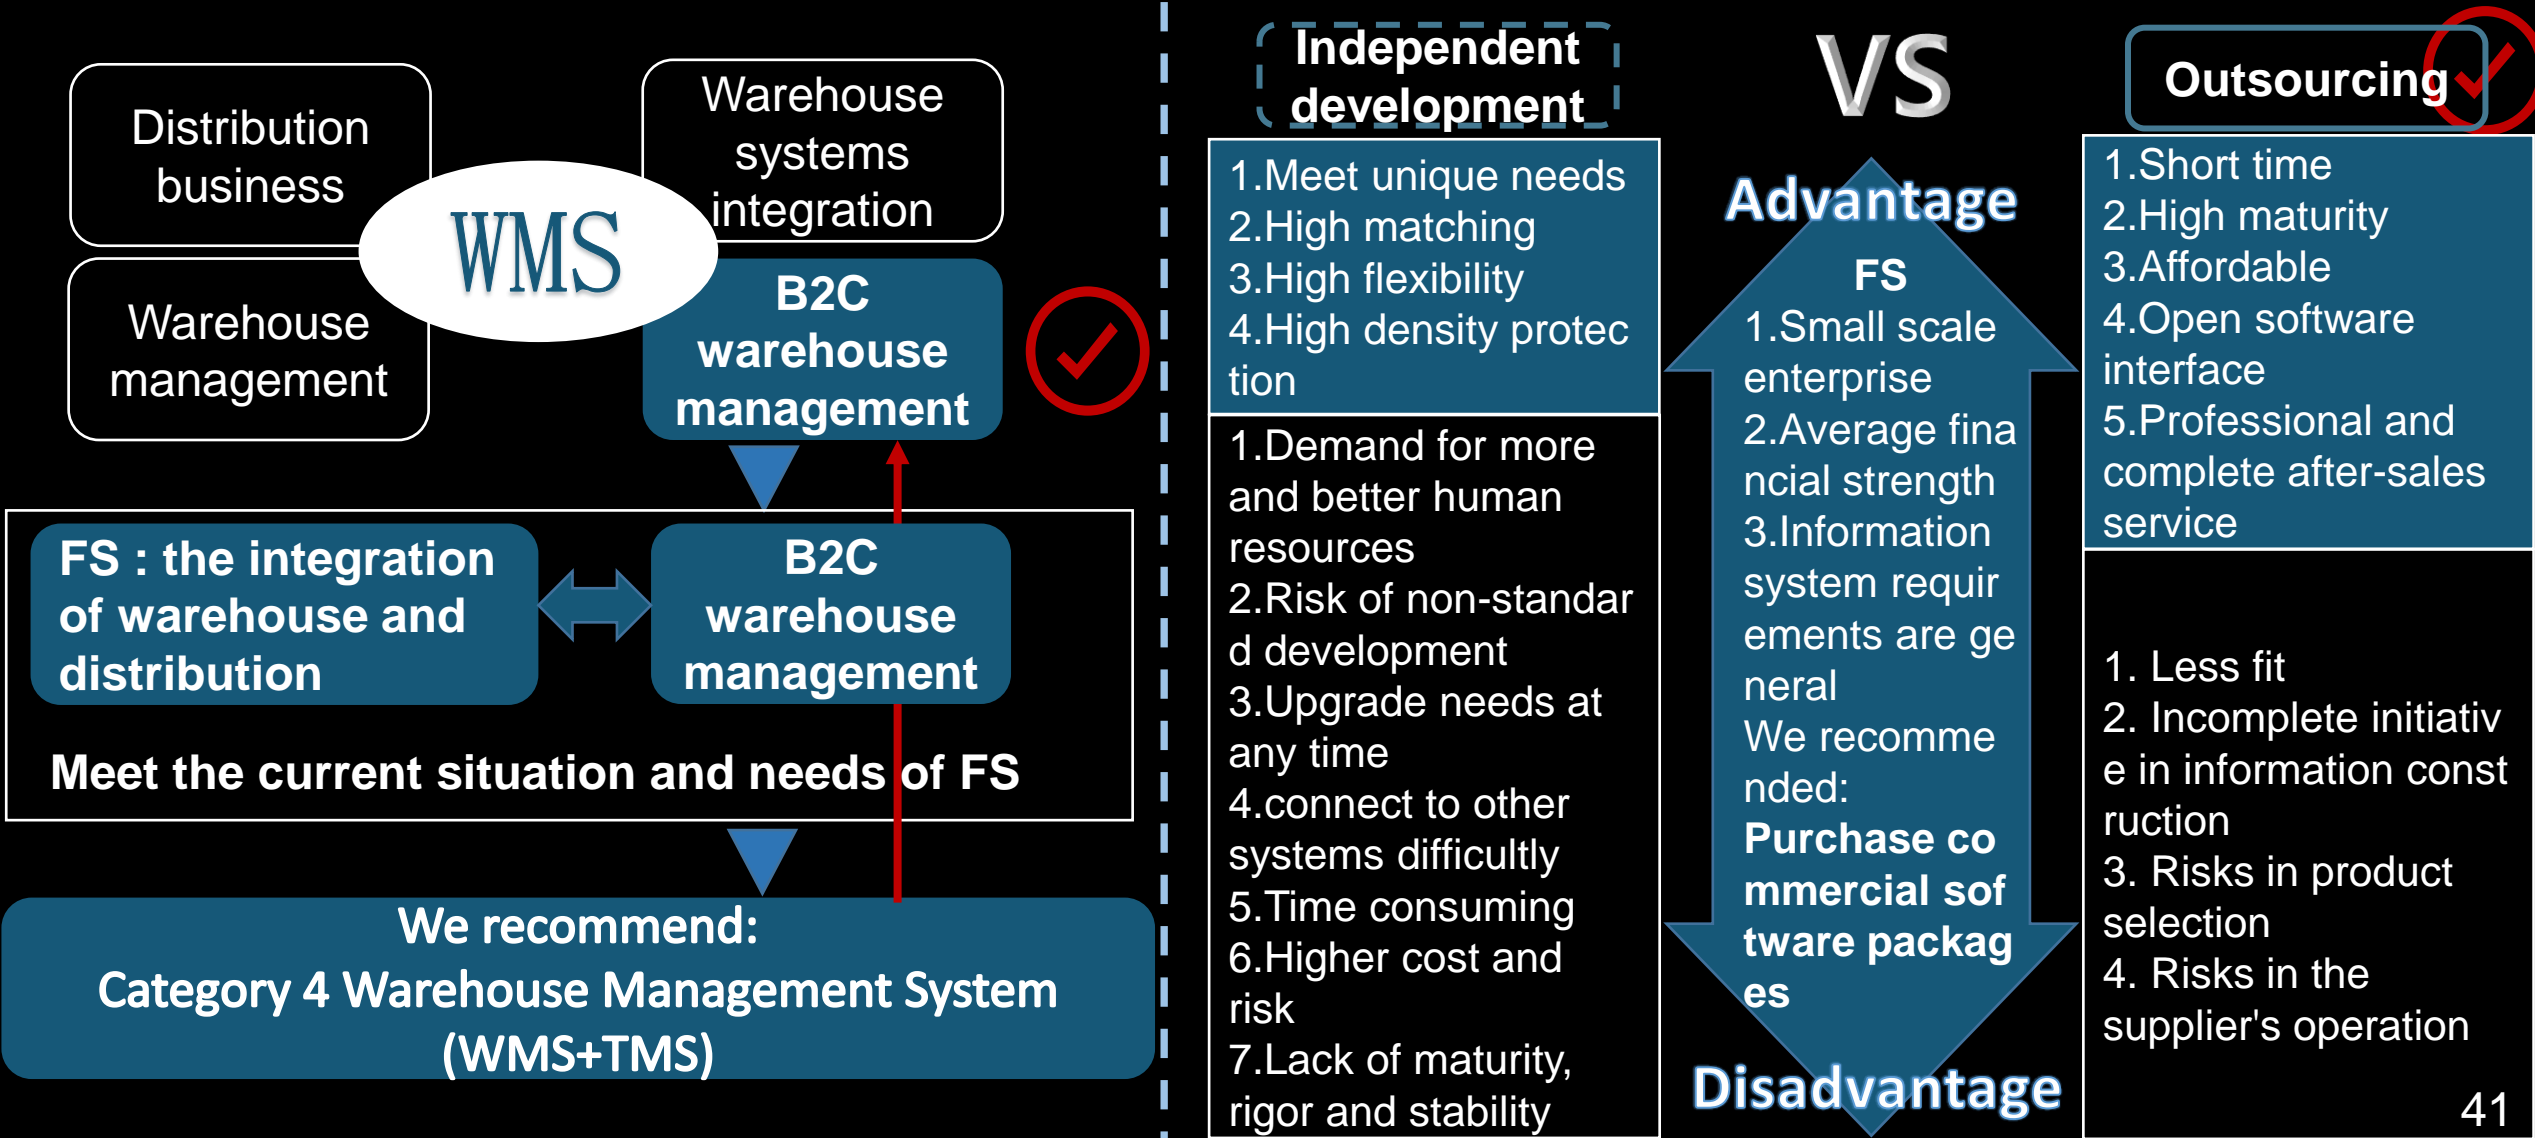 Distribution
business
Warehouse
systems
integration
WMS
Warehouse
management
B2C
warehouse
management
FS : the integration
of warehouse and
distribution
B2C
warehouse
management
Meet the current situation and needs of FS
We recommend:
Category 4 Warehouse Management System
(WMS+TMS)
Independent
development
VS
Outsourcing
1.Meet unique needs
2.High matching
3.High flexibility
4.High density protec
tion
1.Demand for more
and better human
resources
2.Risk of non-standar
d development
3.Upgrade needs at
any time
4.connect to other
systems difficultly
5.Time consuming
6.Higher cost and
risk
7.Lack of maturity,
rigor and stability
Advantage
FS
1.Small scale
enterprise
2.Average fina
ncial strength
3.Information
system requir
ements are ge
neral
We recomme
nded:
Purchase co
mmercial sof
tware packag
es
Disadvantage
1.Short time
2.High maturity
3.Affordable
4.Open software
interface
5.Professional and
complete after-sales
service
1. Less fit
2. Incomplete initiativ
e in information const
ruction
3. Risks in product
selection
4. Risks in the
supplier's operation
41